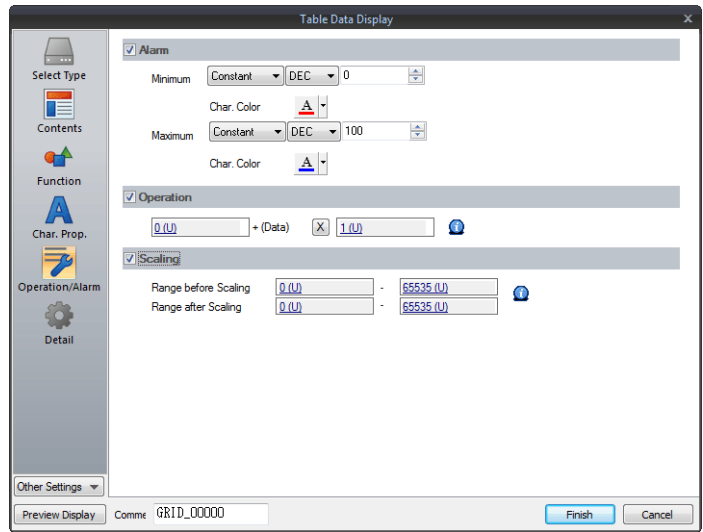 Table Data Display
X
Select Type
Contents
Function
Char. Prop.
Operation/Alarm
Detail
Other Settings
Preview Display
Alarm
Minimum Constant DEC 0
Char. Color A
Maximum Constant DEC 100
Char. Color A
Operation
0 (U) + (Data) X 1 (U)
Scaling
Range before Scaling 0 (U) - 65535 (U)
Range after Scaling 0 (U) - 65535 (U)
Comme GRID_00000
Finish Cancel